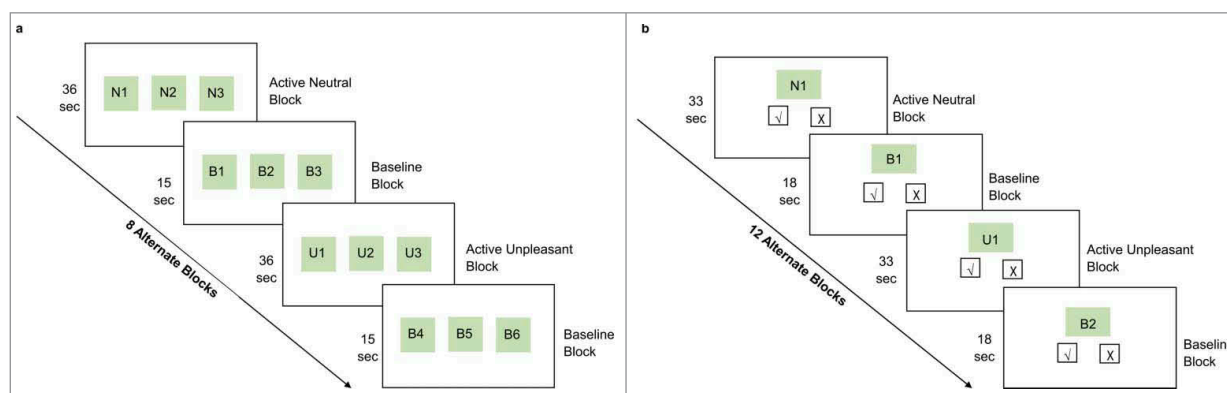 a
36
sec
N1 N2 N3
Active Neutral
Block
15
sec
B1 B2 B3
Baseline
Block
36
sec
U1 U2 U3
Active Unpleasant
Block
15
sec
B4 B5 B6
Baseline
Block
8 Alternate Blocks
b
33
sec
N1
√ X
Active Neutral
Block
18
sec
B1
√ X
Baseline
Block
33
sec
U1
√ X
Active Unpleasant
Block
18
sec
B2
√ X
Baseline
Block
12 Alternate Blocks